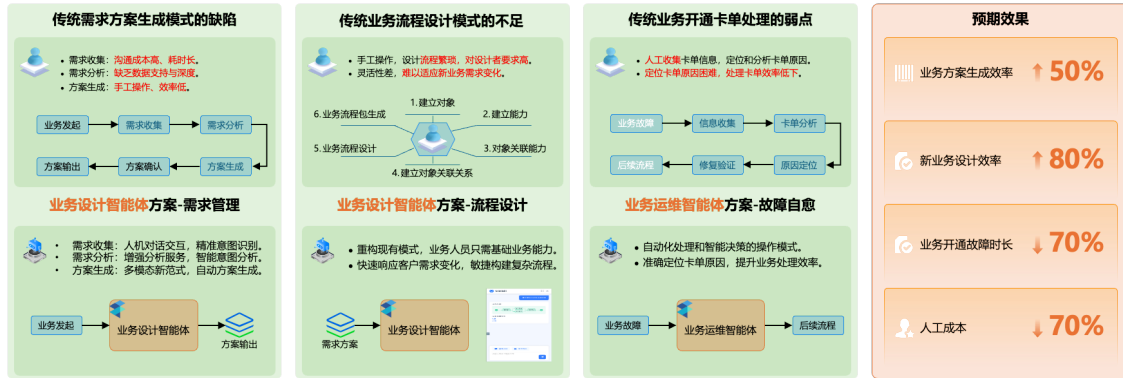 传统需求方案生成模式的缺陷
• 需求收集：沟通成本高、耗时长。
• 需求分析：缺乏数据支持与深度。
• 方案生成：手工操作、效率低。
业务发起
需求收集
需求分析
方案输出
方案确认
方案生成
业务设计智能体方案-需求管理
• 需求收集：人机对话交互，精准意图识别。
• 需求分析：增强分析服务，智能意图分析。
• 方案生成：多模态新范式，自动方案生成。
业务发起
业务设计智能体
方案输出
传统业务流程设计模式的不足
• 手工操作，设计流程繁琐，对设计者要求高。
• 灵活性差，难以适应新业务需求变化。
1.建立对象
6.业务流程包生成
2.建立能力
5.业务流程设计
3.对象关联能力
4.建立对象关联关系
业务设计智能体方案-流程设计
• 重构现有模式，业务人员只需基础业务能力。
• 快速响应客户需求变化，敏捷构建复杂流程。
需求方案
业务设计智能体
传统业务开通卡单处理的弱点
• 人工收集卡单信息，定位和分析卡单原因。
• 定位卡单原因困难，处理卡单效率低下。
业务故障
信息收集
卡单分析
后续流程
修复验证
原因定位
业务运维智能体方案-故障自愈
• 自动化处理和智能决策的操作模式。
• 准确定位卡单原因，提升业务处理效率。
业务故障
业务运维智能体
后续流程
预期效果
业务方案生成效率 ↑ 50%
新业务设计效率 ↑ 80%
业务开通故障时长 ↓ 70%
人工成本 ↓ 70%